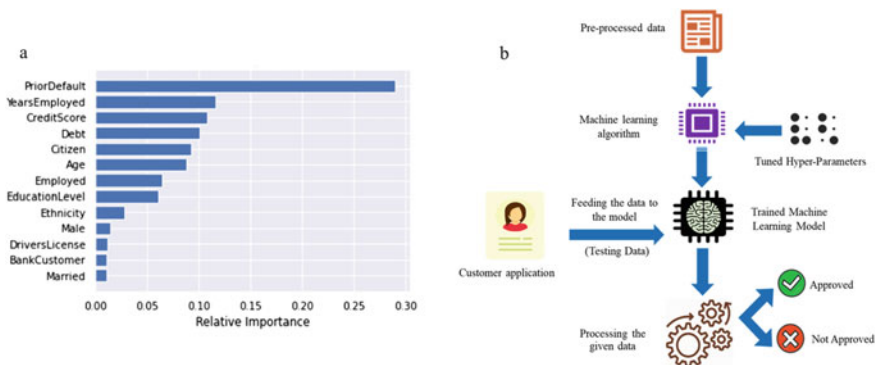 a
PriorDefault
YearsEmployed
CreditScore
Debt
Citizen
Age
Employed
EducationLevel
Ethnicity
Male
DriversLicense
BankCustomer
Married
0.00 0.05 0.10 0.15 0.20 0.25 0.30
Relative Importance
b
Pre-processed data
Machine learning
algorithm
Tuned Hyper-Parameters
Feeding the data to
the model
(Testing Data)
Customer application
Trained Machine
Learning Model
Processing the
given data
Approved
Not Approved